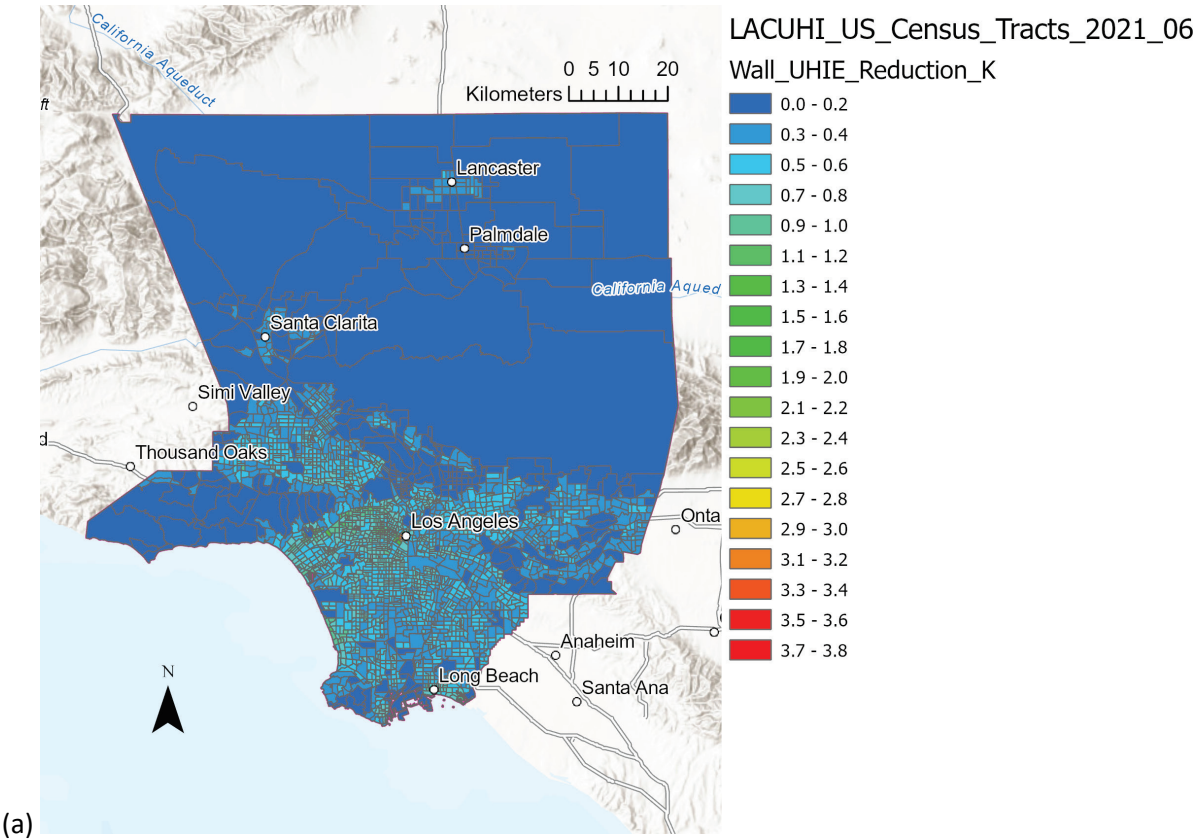 LACUHI_US_Census_Tracts_2021_06
Wall_UHIE_Reduction_K
0.0 - 0.2
0.3 - 0.4
0.5 - 0.6
0.7 - 0.8
0.9 - 1.0
1.1 - 1.2
1.3 - 1.4
1.5 - 1.6
1.7 - 1.8
1.9 - 2.0
2.1 - 2.2
2.3 - 2.4
2.5 - 2.6
2.7 - 2.8
2.9 - 3.0
3.1 - 3.2
3.3 - 3.4
3.5 - 3.6
3.7 - 3.8
California Aqueduct
0 5 10 20
Kilometers
ft
Lancaster
Palmdale
California Aqued
Santa Clarita
Simi Valley
d
Thousand Oaks
Los Angeles
Onta
Anaheim
Long Beach
Santa Ana
N
(a)